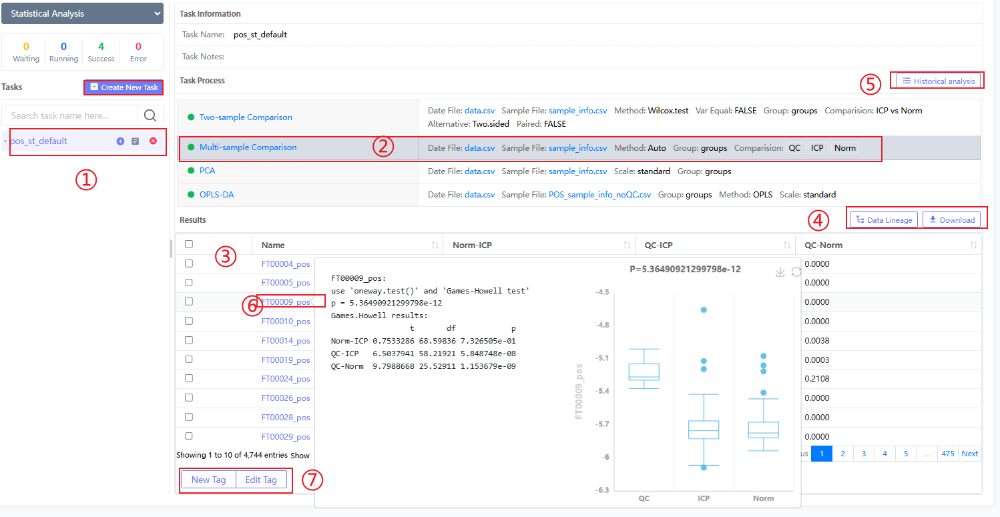 Statistical Analysis
0 0 4 0
Waiting Running Success Error
Tasks Create New Task
Search task name here...
pos_st_default
①
Task Information
Task Name: pos_st_default
Task Notes:
Task Process
⑤ Historical analysis
Two-sample Comparison Date File: data.csv Sample File: sample_info.csv Method: Wilcox.test Var Equal: FALSE Group: groups Comparision: ICP vs Norm
Alternative: Two.sided Paired: FALSE
Multi-sample Comparison ② Date File: data.csv Sample File: sample_info.csv Method: Auto Group: groups Comparision: QC ICP Norm
PCA Date File: data.csv Sample File: sample_info.csv Scale: standard Group: groups
OPLS-DA Date File: data.csv Sample File: POS_sample_info_noQC.csv Group: groups Method: OPLS Scale: standard
Results ④ Data Lineage Download
Name Norm-ICP QC-ICP QC-Norm
③
FT00004_pos 0.0000
FT00005_pos 0.0000
⑥ FT00009_pos 0.0000
FT00010_pos 0.0000
FT00014_pos 0.0038
FT00019_pos 0.0003
FT00024_pos 0.2108
FT00026_pos 0.0000
FT00028_pos 0.0000
FT00029_pos 0.0000
FT00009_pos:
use 'oneway.test()' and 'Games-Howell test'
p = 5.36490921299798e-12
Games.Howell results:
t df p
Norm-ICP 0.7533286 68.59836 7.326505e-01
QC-ICP 6.5037941 58.21921 5.848748e-08
QC-Norm 9.7988668 25.52911 1.153679e-09
P=5.36490921299798e-12
FT00009_pos
-4.5
-4.8
-5.1
-5.4
-5.7
-6
-6.3
QC ICP Norm
Showing 1 to 10 of 4,744 entries Show
us 1 2 3 4 5 ... 475 Next
New Tag Edit Tag ⑦